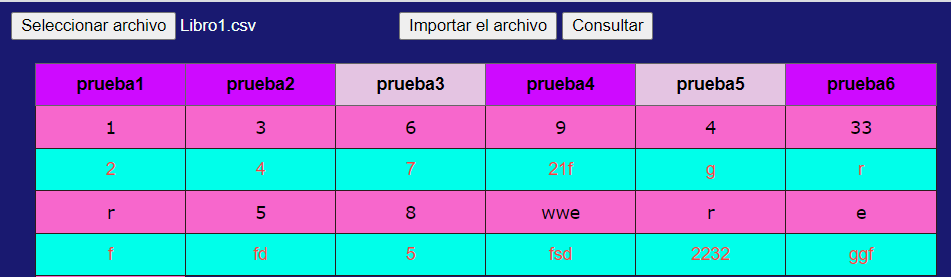 Seleccionar archivo Libro1.csv Importar el archivo Consultar
prueba1 prueba2 prueba3 prueba4 prueba5 prueba6
1 3 6 9 4 33
2 4 7 21f g r
r 5 8 wwe r e
f fd 5 fsd 2232 ggf